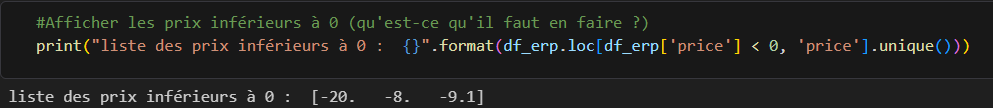 #Afficher les prix inférieurs à 0 (qu'est-ce qu'il faut en faire ?)
print("liste des prix inférieurs à 0 :  {}".format(df_erp.loc[df_erp['price'] < 0, 'price'].unique()))
liste des prix inférieurs à 0 :  [-20.   -8.   -9.1]